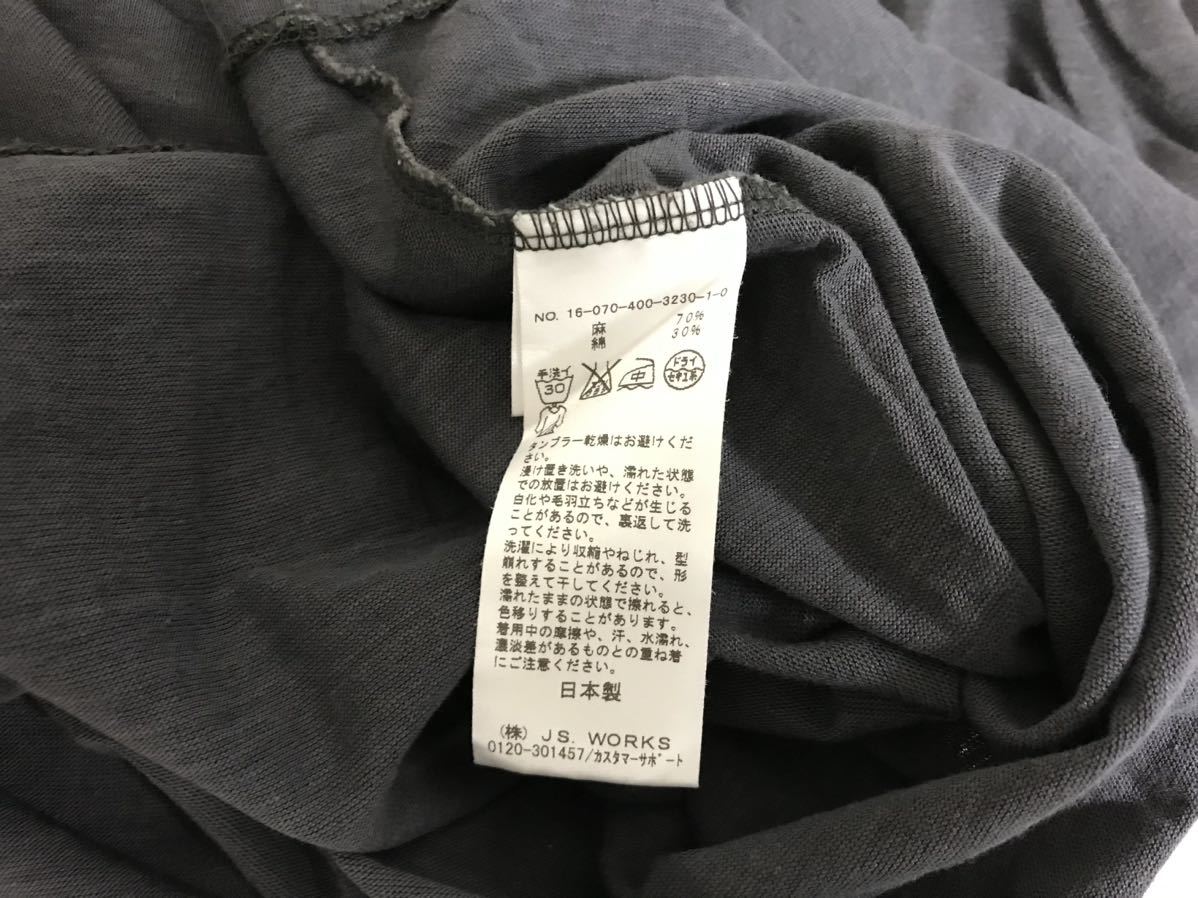 NO. 16-070-400-3230-1-0
麻 70%
綿 30%
手洗イ
30
中
ドライ
セキユ系
タンブラー乾燥はお避けくだ
さい。
浸け置き洗いや、濡れた状態
での放置はお避けください。
白化や毛羽立ちなどが生じる
ことがあるので、裏返して洗
ってください。
洗濯により収縮やねじれ、型
崩れすることがあるので、形
を整えて干してください。
濡れたままの状態で擦れると、
色移りすることがあります。
着用中の摩擦や、汗、水濡れ、
濃淡差があるものとの重ね着
にご注意ください。
日本製
(株) J.S. WORKS
0120-301457/カスタマーサポート